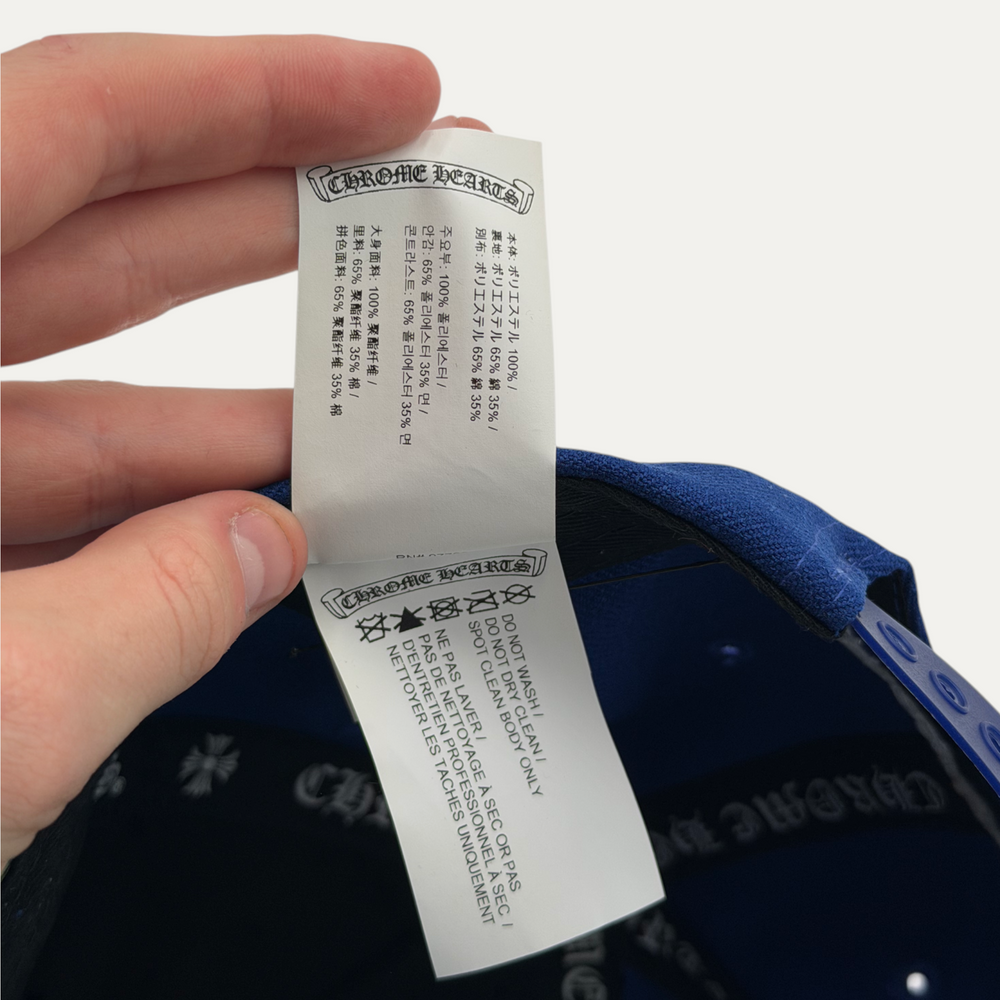 CHROME HEARTS
本体: ポリエステル 100% /
裏地: ポリエステル 65% 綿 35% /
別布: ポリエステル 65% 綿 35%
주요부: 100% 폴리에스터 /
안감: 65% 폴리에스터 35% 면 /
콘트라스트: 65% 폴리에스터 35% 면
大身面料: 100% 聚酯纤维 /
里料: 65% 聚酯纤维 35% 棉 /
拼色面料: 65% 聚酯纤维 35% 棉
CHROME HEARTS
DO NOT WASH /
DO NOT DRY CLEAN /
SPOT CLEAN BODY ONLY
NE PAS LAVER /
PAS DE NETTOYAGE À SEC OR PAS
D'ENTRETIEN PROFESSIONNEL À SEC. /
NETTOYER LES TACHES UNIQUEMENT
CHROME